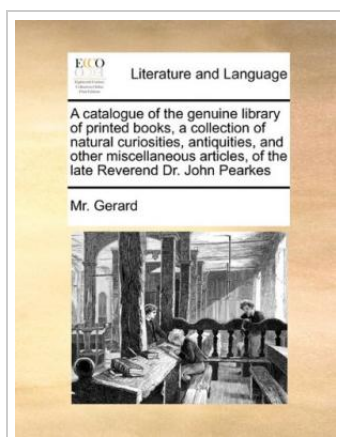 ECCO
Literature and Language
A catalogue of the genuine library
of printed books, a collection of
natural curiosities, antiquities, and
other miscellaneous articles, of the
late Reverend Dr. John Pearkes
Mr. Gerard